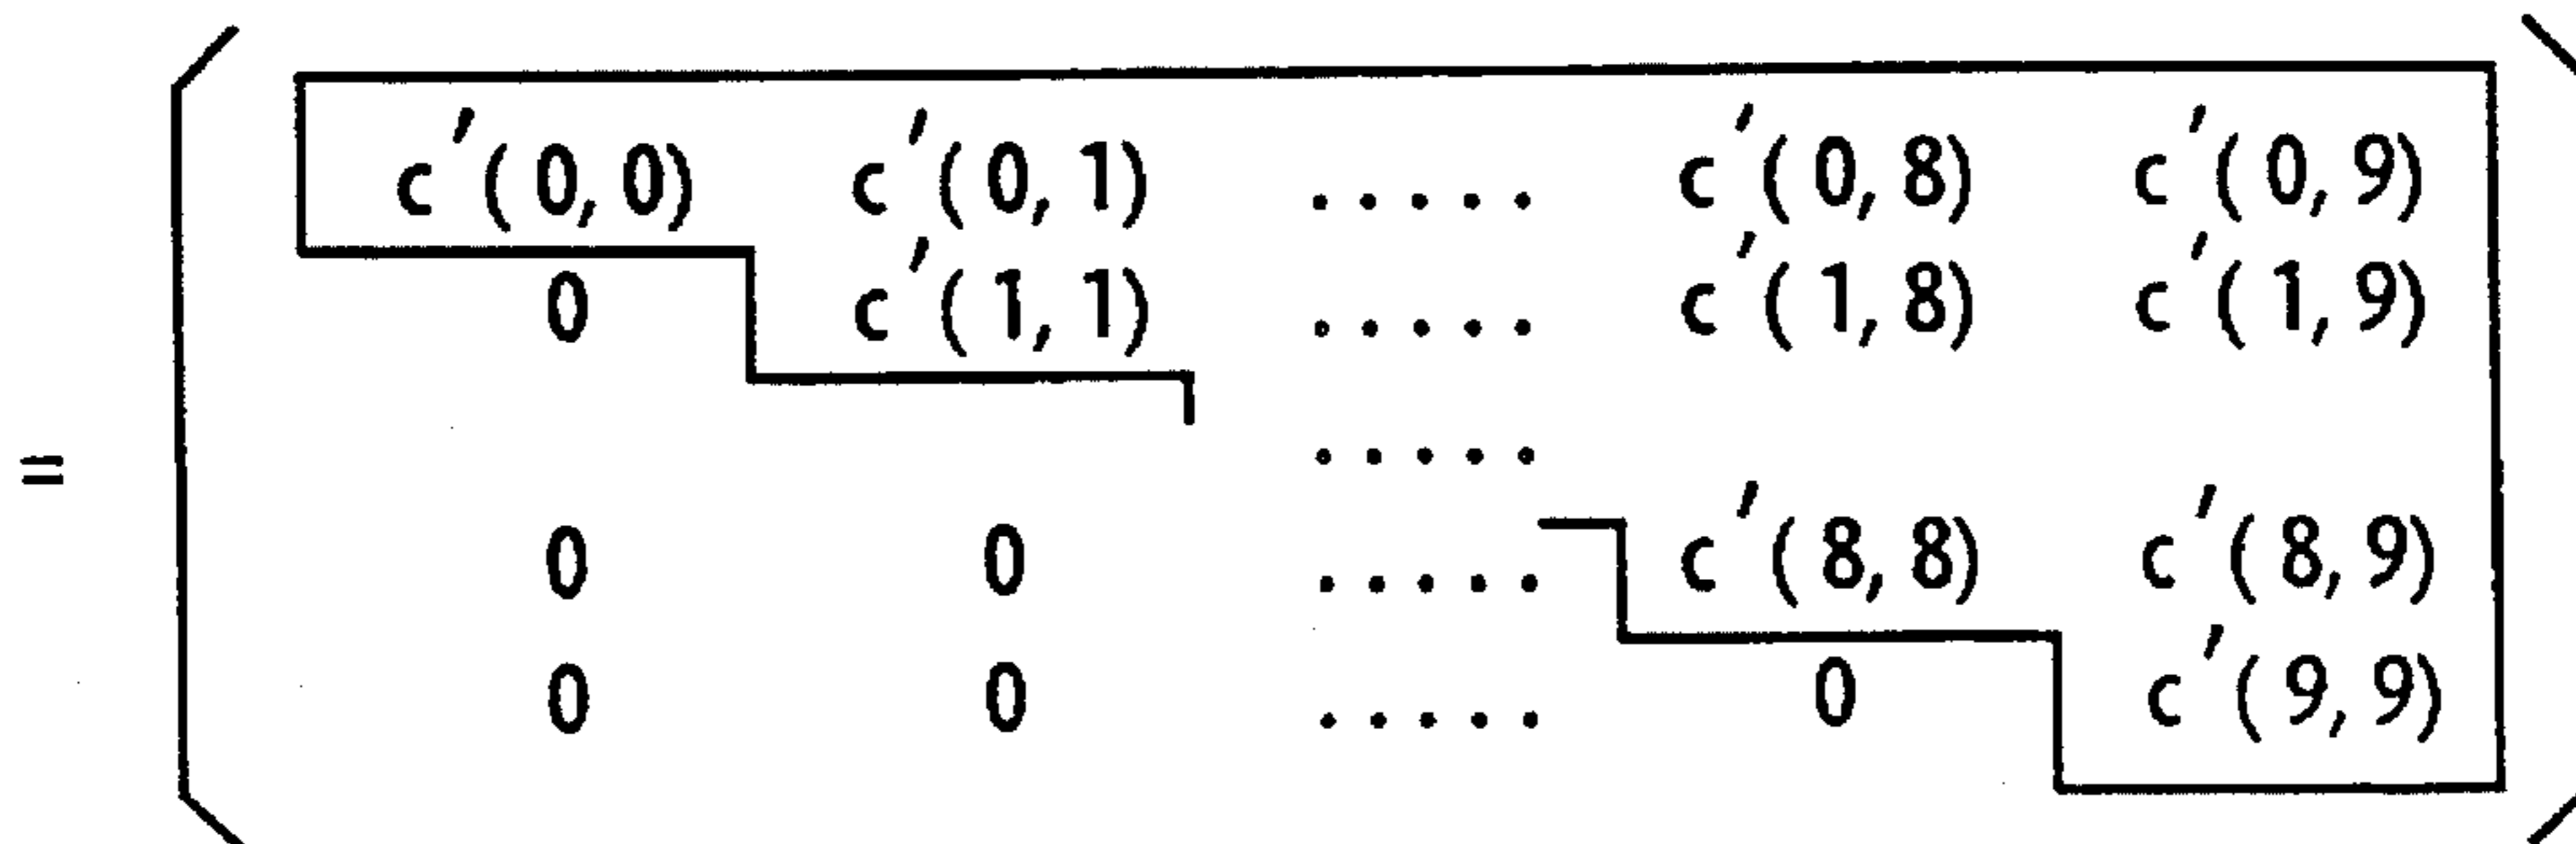 c′(0,0) c′(0,1) ..... c′(0,8) c′(0,9)
0 c′(1,1) ..... c′(1,8) c′(1,9)
= .....
0 0 ..... c′(8,8) c′(8,9)
0 0 ..... 0 c′(9,9)